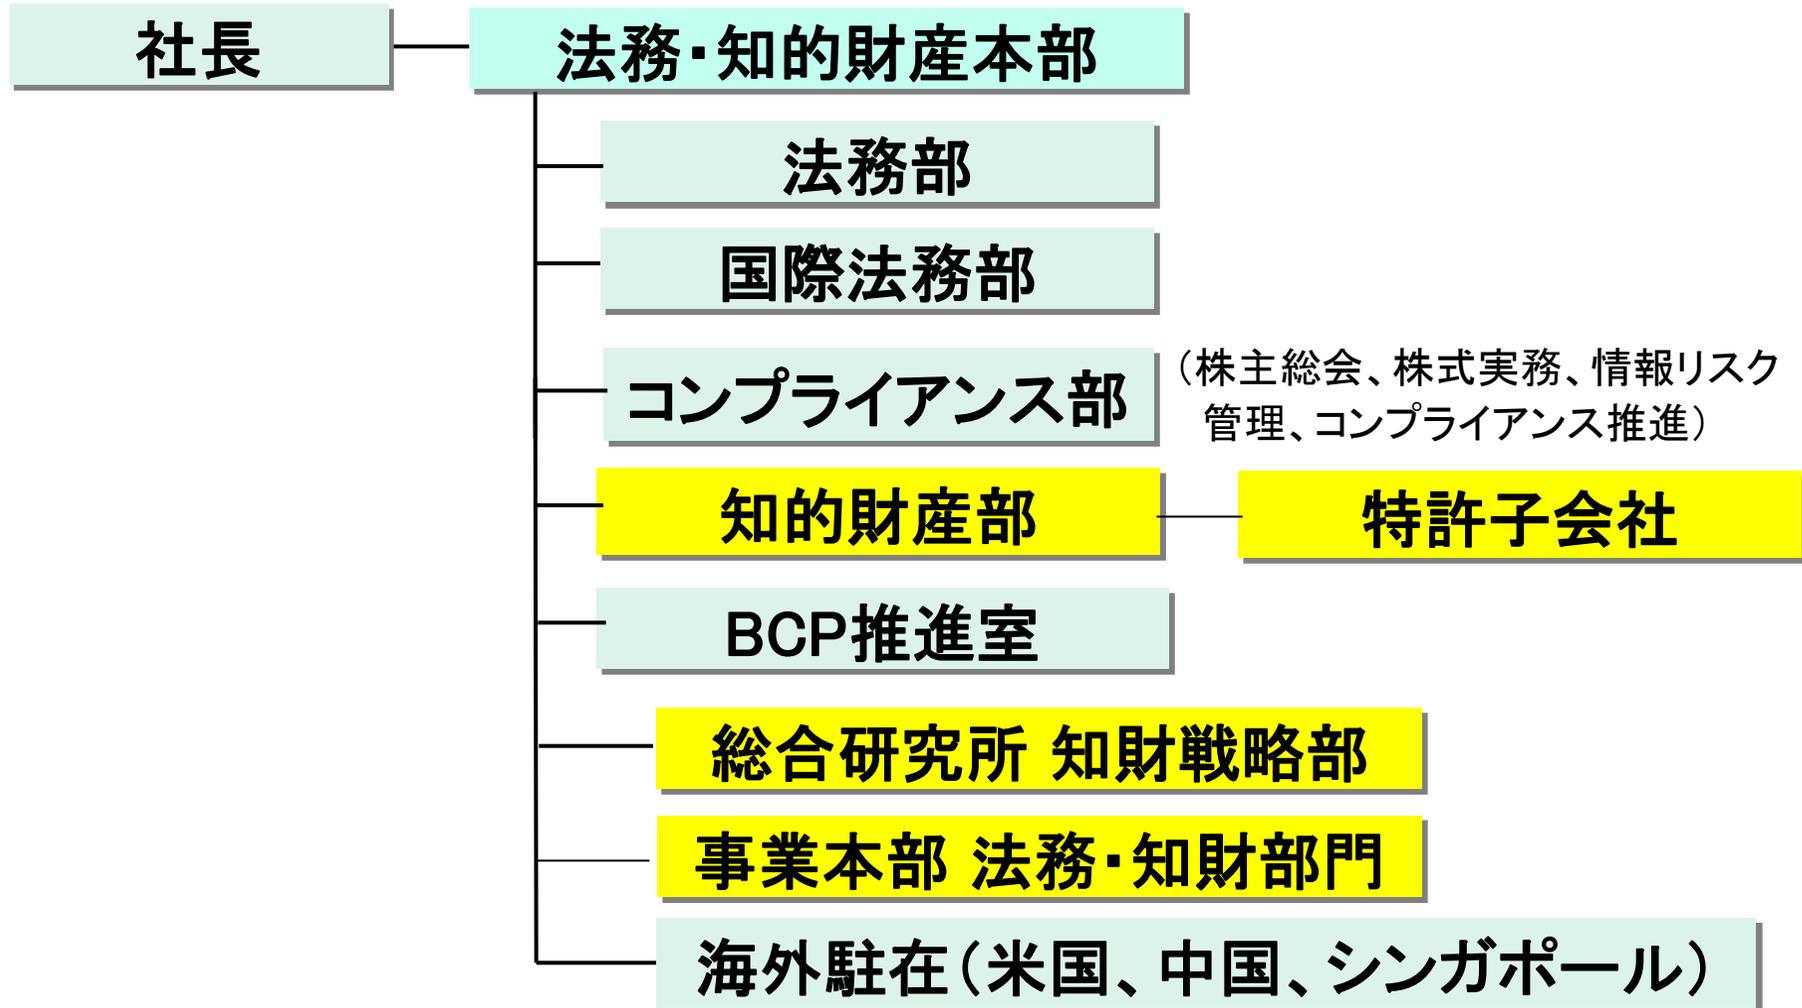 社長
法務・知的財産本部
法務部
国際法務部
コンプライアンス部
（株主総会、株式実務、情報リスク
管理、コンプライアンス推進）
知的財産部
特許子会社
BCP推進室
総合研究所 知財戦略部
事業本部 法務・知財部門
海外駐在（米国、中国、シンガポール）